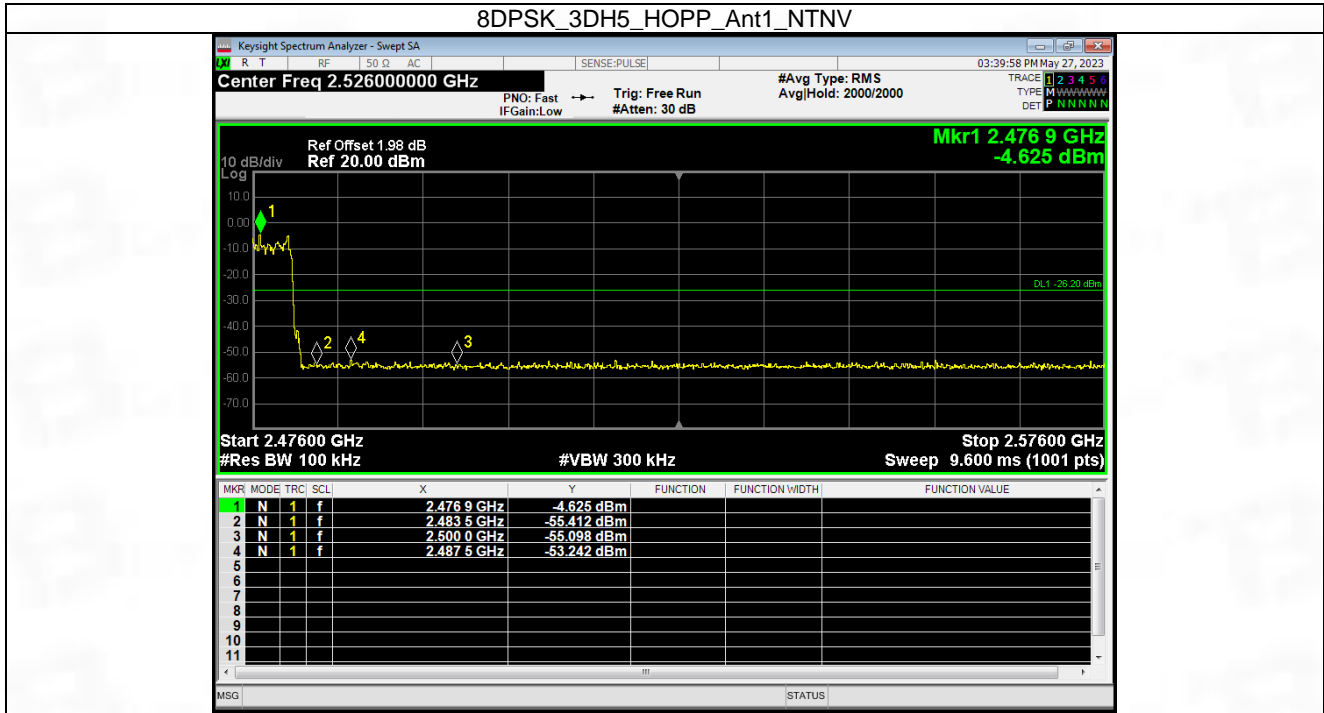 8DPSK_3DH5_HOPP_Ant1_NTNV
Keysight Spectrum Analyzer - Swept SA
LXI R T RF 50 Ω AC SENSE:PULSE 03:39:58 PM May 27, 2023
Center Freq 2.526000000 GHz
PNO: Fast
IFGain:Low
Trig: Free Run
#Atten: 30 dB
#Avg Type: RMS
Avg|Hold: 2000/2000
TRACE 1 2 3 4 5 6
TYPE M WWWWW
DET P N N N N N
Mkr1 2.476 9 GHz
-4.625 dBm
Ref Offset 1.98 dB
10 dB/div Ref 20.00 dBm
Log
10.0
0.00
-10.0
-20.0
-30.0
-40.0
-50.0
-60.0
-70.0
1
2
4
3
DL1 -26.20 dBm
Start 2.47600 GHz Stop 2.57600 GHz
#Res BW 100 kHz #VBW 300 kHz Sweep 9.600 ms (1001 pts)
MKR MODE TRC SCL X Y FUNCTION FUNCTION WIDTH FUNCTION VALUE
1 N 1 f 2.476 9 GHz -4.625 dBm
2 N 1 f 2.483 5 GHz -55.412 dBm
3 N 1 f 2.500 0 GHz -55.098 dBm
4 N 1 f 2.487 5 GHz -53.242 dBm
5
6
7
8
9
10
11
MSG STATUS